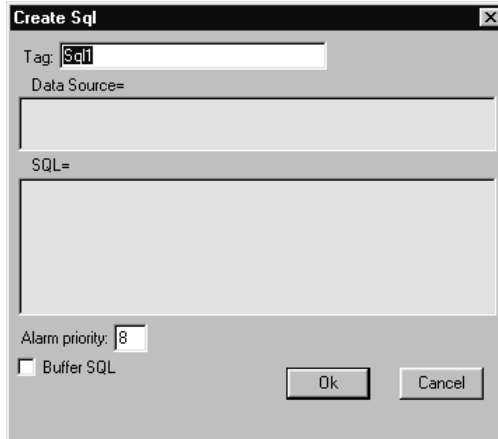 Create Sql
Tag: Sql1
Data Source=
SQL=
Alarm priority: 8
Buffer SQL
Ok Cancel